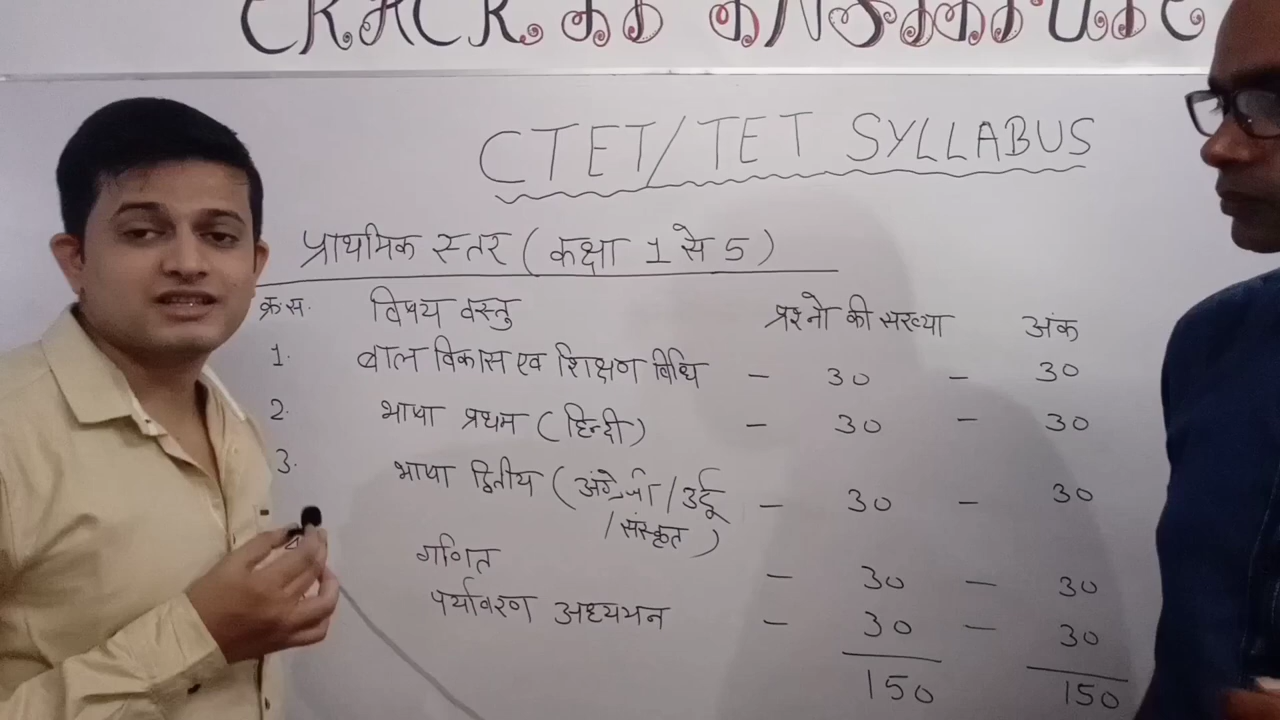 CTET/TET SYLLABUS
प्राथमिक स्तर (कक्षा 1 से 5)
क्र.स. विषय वस्तु प्रश्नो की सख्या अंक
1. बाल विकास एव शिक्षण विधि – 30 – 30
2. भाषा प्रथम (हिन्दी) – 30 – 30
3. भाषा द्वितीय (अंग्रेजी/उर्दू – 30 – 30
/संस्कृत)
गणित – 30 – 30
पर्यावरण अध्ययन – 30 – 30
150 150